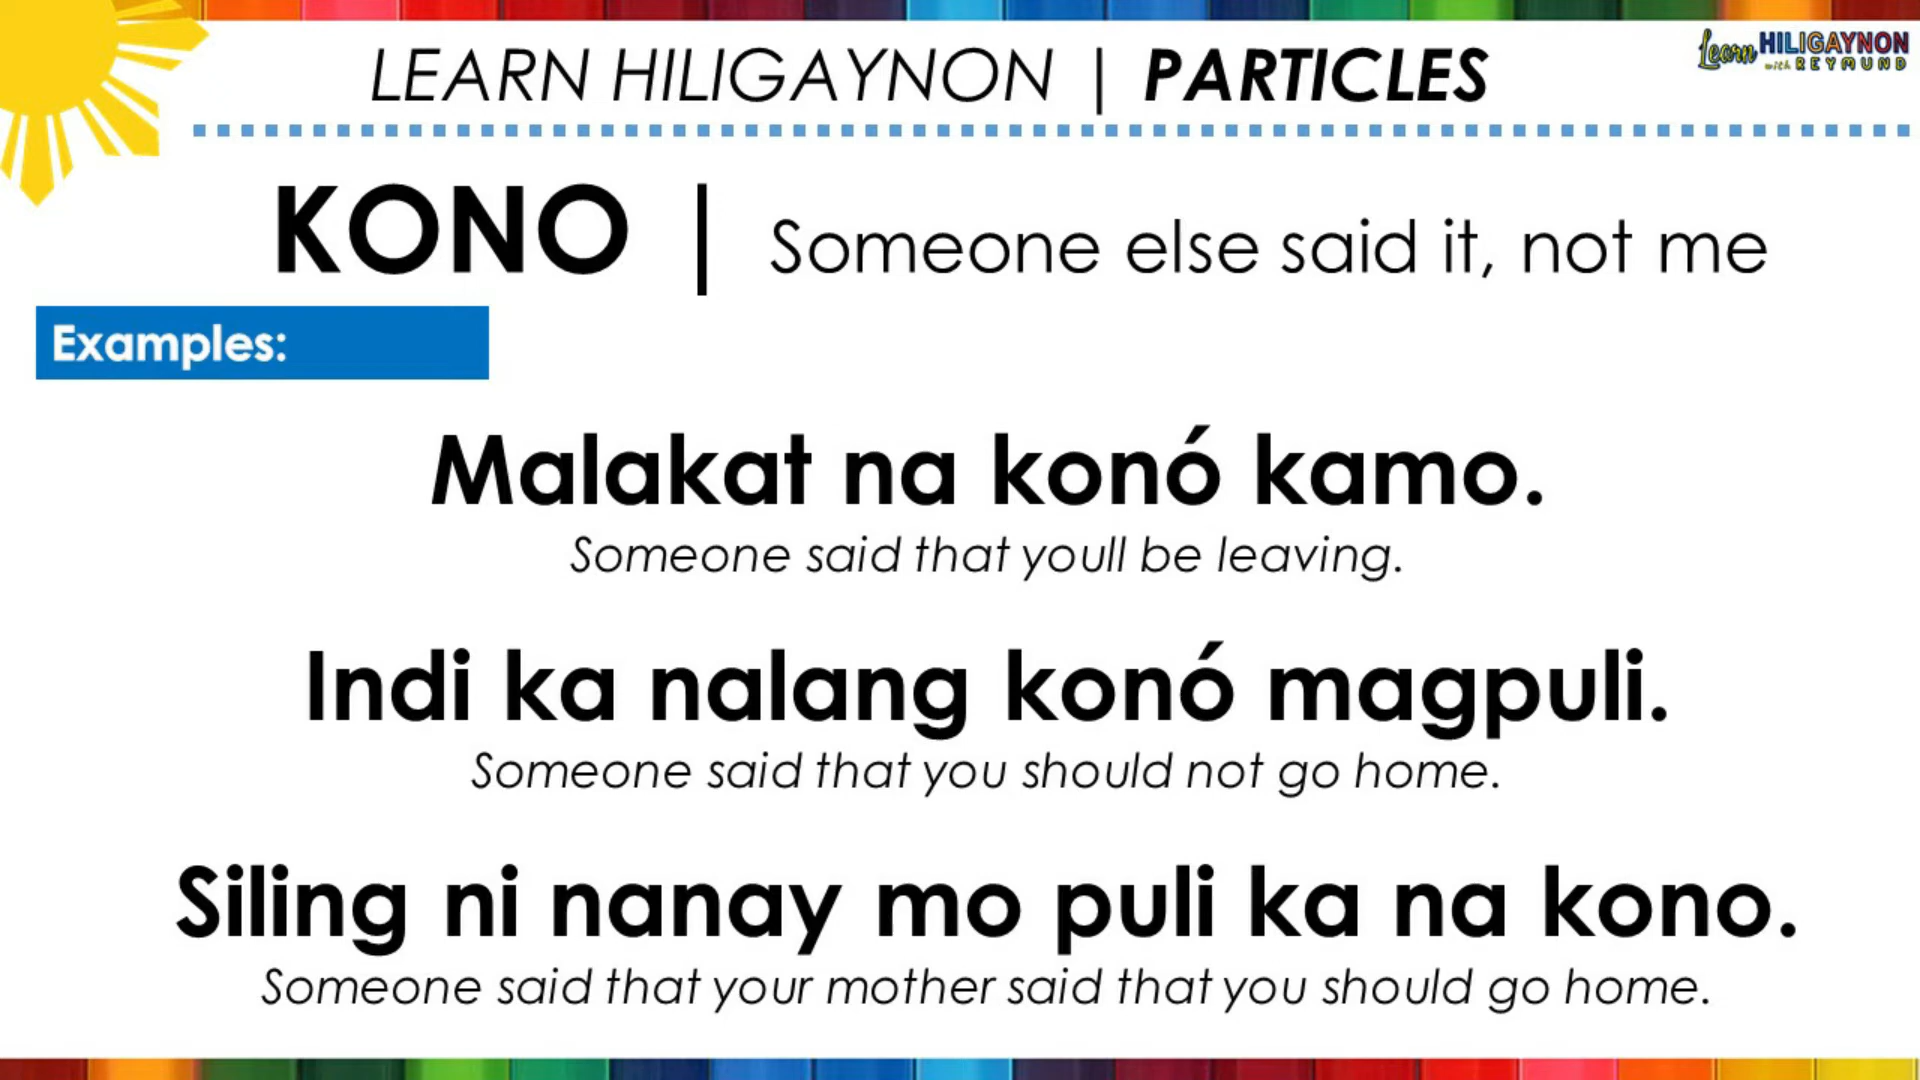 LEARN HILIGAYNON | PARTICLES
Learn HILIGAYNON
with REYMUND
KONO | Someone else said it, not me
Examples:
Malakat na konó kamo.
Someone said that youll be leaving.
Indi ka nalang konó magpuli.
Someone said that you should not go home.
Siling ni nanay mo puli ka na kono.
Someone said that your mother said that you should go home.